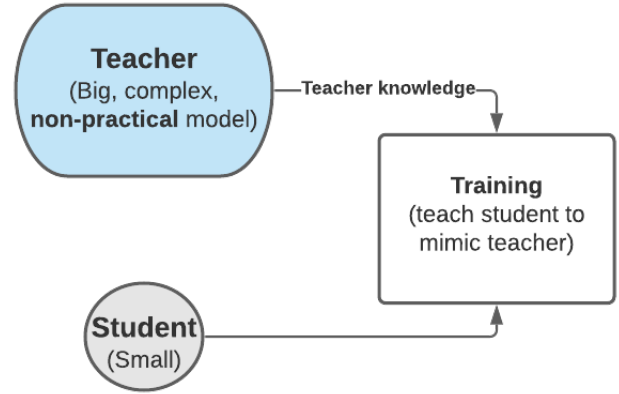 Teacher
(Big, complex,
non-practical model)
Teacher knowledge
Training
(teach student to
mimic teacher)
Student
(Small)